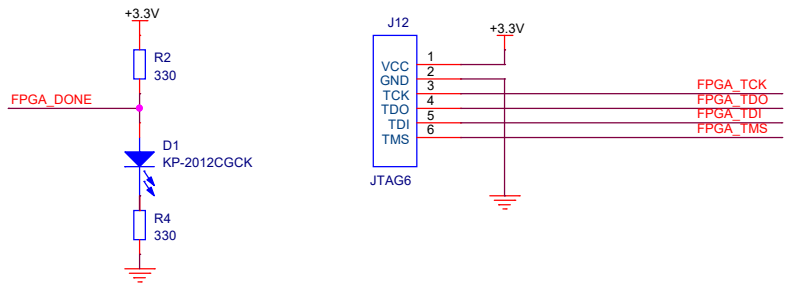 +3.3V
R2
330
FPGA_DONE
D1
KP-2012CGCK
R4
330
J12
+3.3V
VCC 1
GND 2
TCK 3 FPGA_TCK
TDO 4 FPGA_TDO
TDI 5 FPGA_TDI
TMS 6 FPGA_TMS
JTAG6